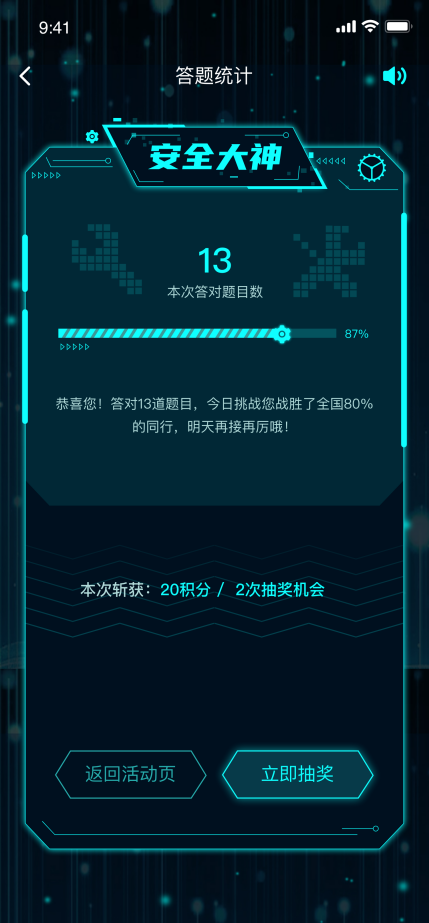 9:41
答题统计
安全大神
13
本次答对题目数
87%
恭喜您！答对13道题目，今日挑战您战胜了全国80%
的同行，明天再接再厉哦！
本次斩获：20积分 / 2次抽奖机会
返回活动页
立即抽奖